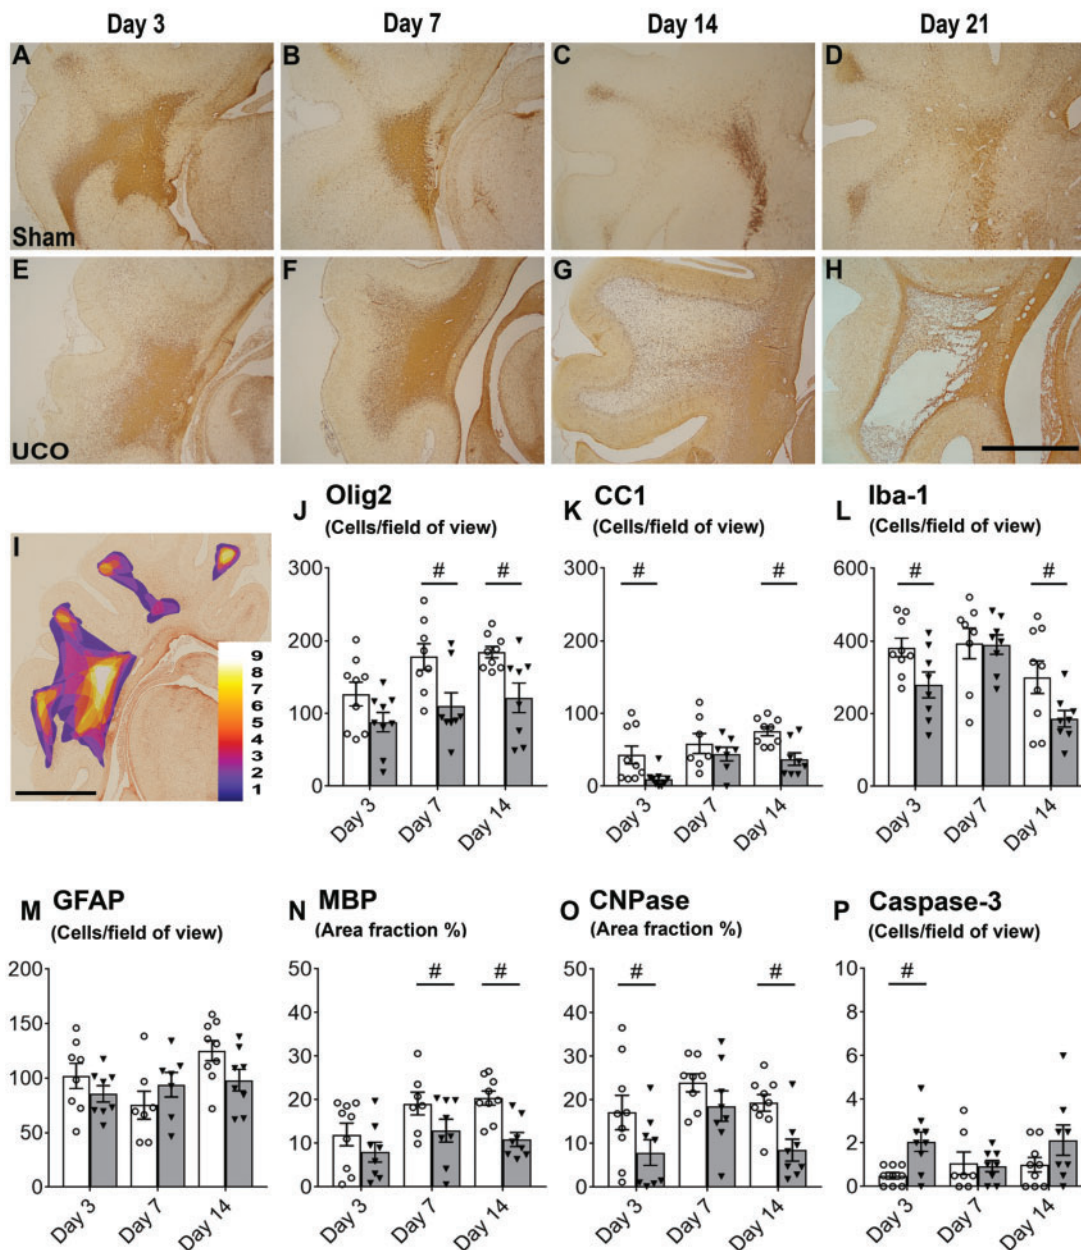 Day 3 Day 7 Day 14 Day 21
A B C D
Sham
E F G H
UCO
I
9
8
7
6
5
4
3
2
1
J Olig2
(Cells/field of view)
300
200
100
0
# #
Day 3 Day 7 Day 14
K CC1
(Cells/field of view)
300
200
100
0
# #
Day 3 Day 7 Day 14
L Iba-1
(Cells/field of view)
600
400
200
0
# #
Day 3 Day 7 Day 14
M GFAP
(Cells/field of view)
200
150
100
50
0
Day 3 Day 7 Day 14
N MBP
(Area fraction %)
50
40
30
20
10
0
# #
Day 3 Day 7 Day 14
O CNPase
(Area fraction %)
50
40
30
20
10
0
# #
Day 3 Day 7 Day 14
P Caspase-3
(Cells/field of view)
10
8
6
4
2
0
#
Day 3 Day 7 Day 14